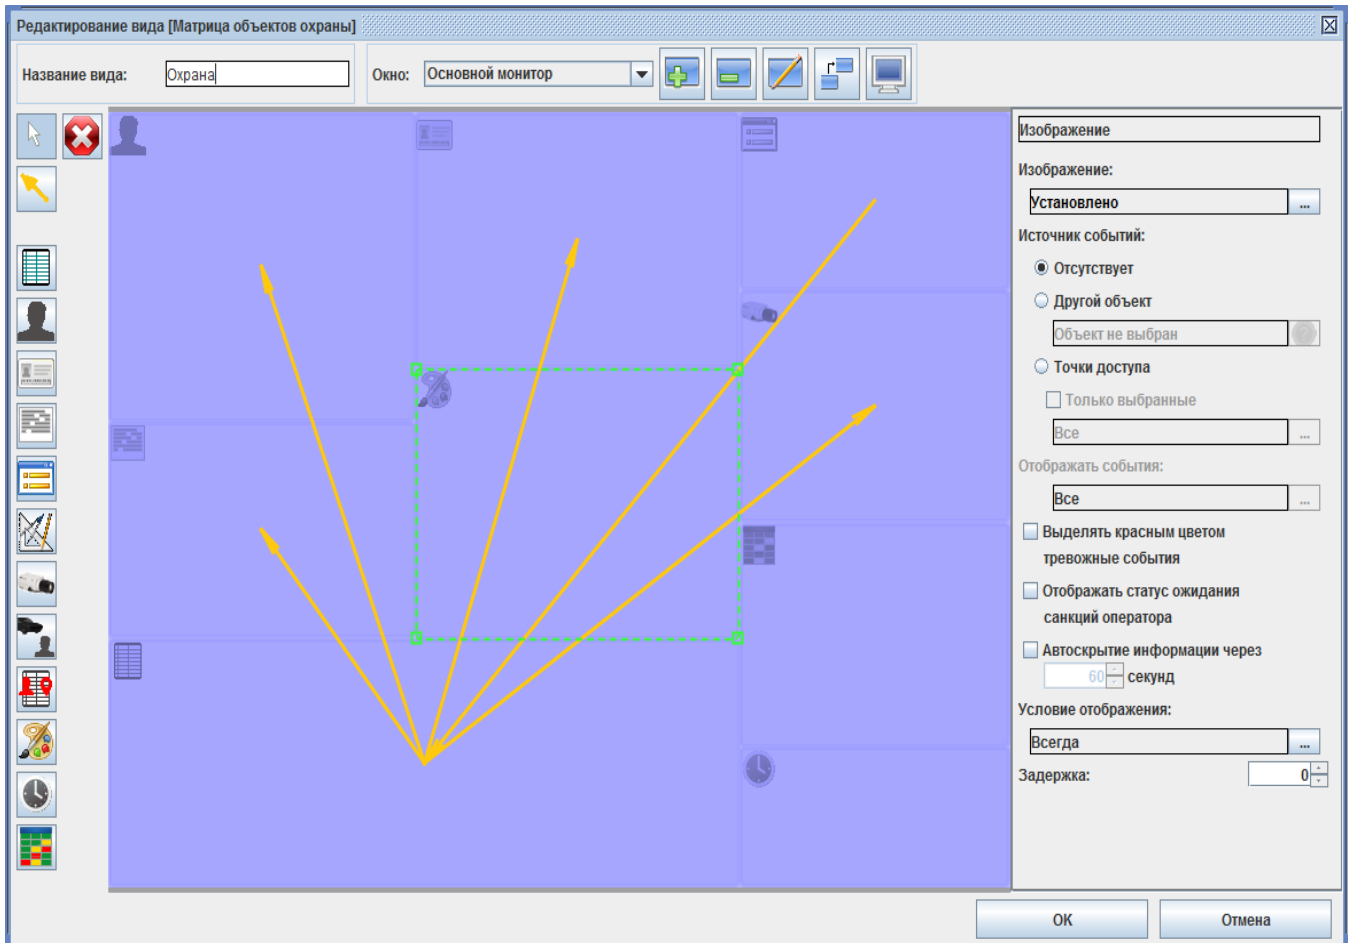 Редактирование вида [Матрица объектов охраны]
Название вида:
Охрана
Окно:
Основной монитор
Изображение
Изображение:
Установлено
...
Источник событий:
Отсутствует
Другой объект
Объект не выбран
Точки доступа
Только выбранные
Все
...
Отображать события:
Все
...
Выделять красным цветом
тревожные события
Отображать статус ожидания
санкций оператора
Автоскрытие информации через
60
секунд
Условие отображения:
Всегда
...
Задержка:
0
ОК
Отмена